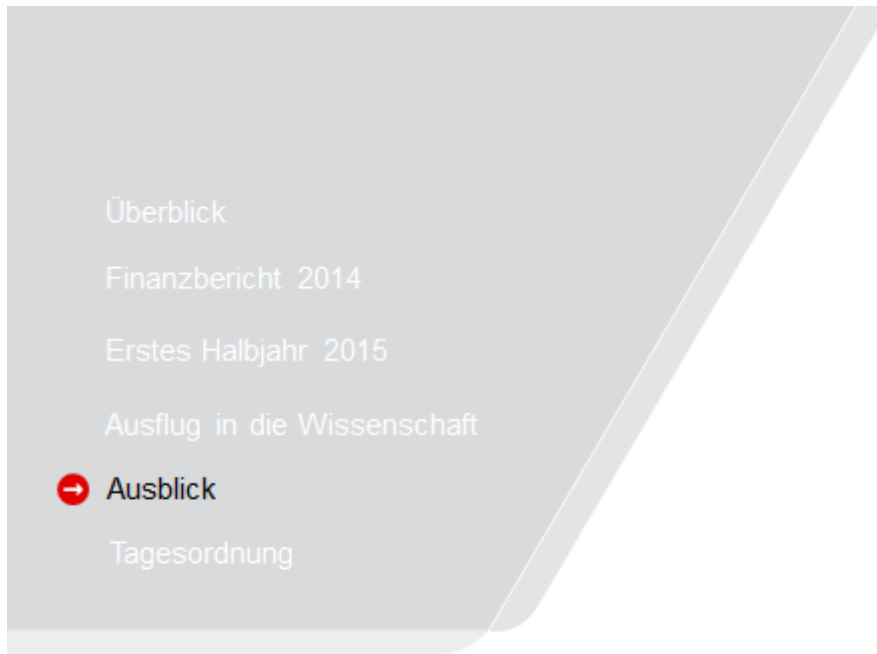 Überblick
Finanzbericht 2014
Erstes Halbjahr 2015
Ausflug in die Wissenschaft
Ausblick
Tagesordnung